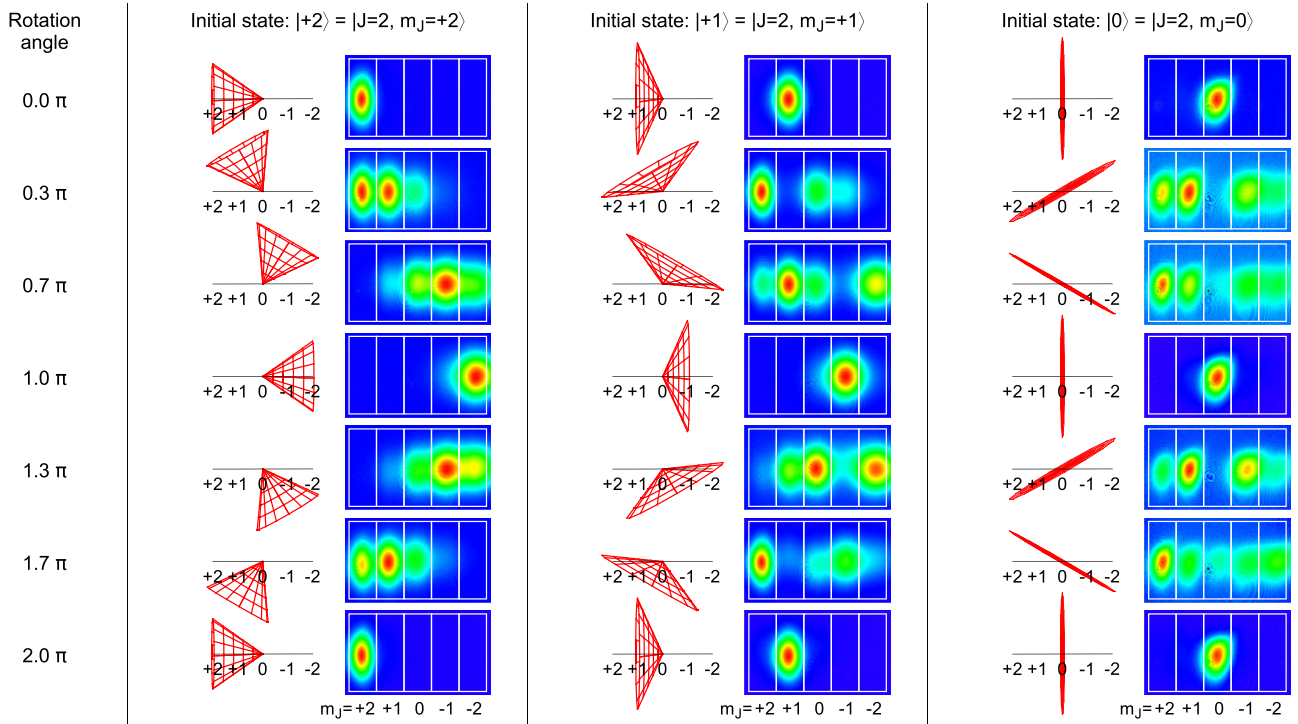 Rotation angle
Initial state: |+2⟩ = |J=2, mJ=+2⟩
Initial state: |+1⟩ = |J=2, mJ=+1⟩
Initial state: |0⟩ = |J=2, mJ=0⟩
0.0 π
+2 +1 0 -1 -2
+2 +1 0 -1 -2
+2 +1 0 -1 -2
0.3 π
+2 +1 0 -1 -2
+2 +1 0 -1 -2
+2 +1 0 -1 -2
0.7 π
+2 +1 0 -1 -2
+2 +1 0 -1 -2
+2 +1 0 -1 -2
1.0 π
+2 +1 0 -1 -2
+2 +1 0 -1 -2
+2 +1 0 -1 -2
1.3 π
+2 +1 0 -1 -2
+2 +1 0 -1 -2
+2 +1 0 -1 -2
1.7 π
+2 +1 0 -1 -2
+2 +1 0 -1 -2
+2 +1 0 -1 -2
2.0 π
+2 +1 0 -1 -2
+2 +1 0 -1 -2
+2 +1 0 -1 -2
mJ= +2 +1 0 -1 -2
mJ= +2 +1 0 -1 -2
mJ= +2 +1 0 -1 -2